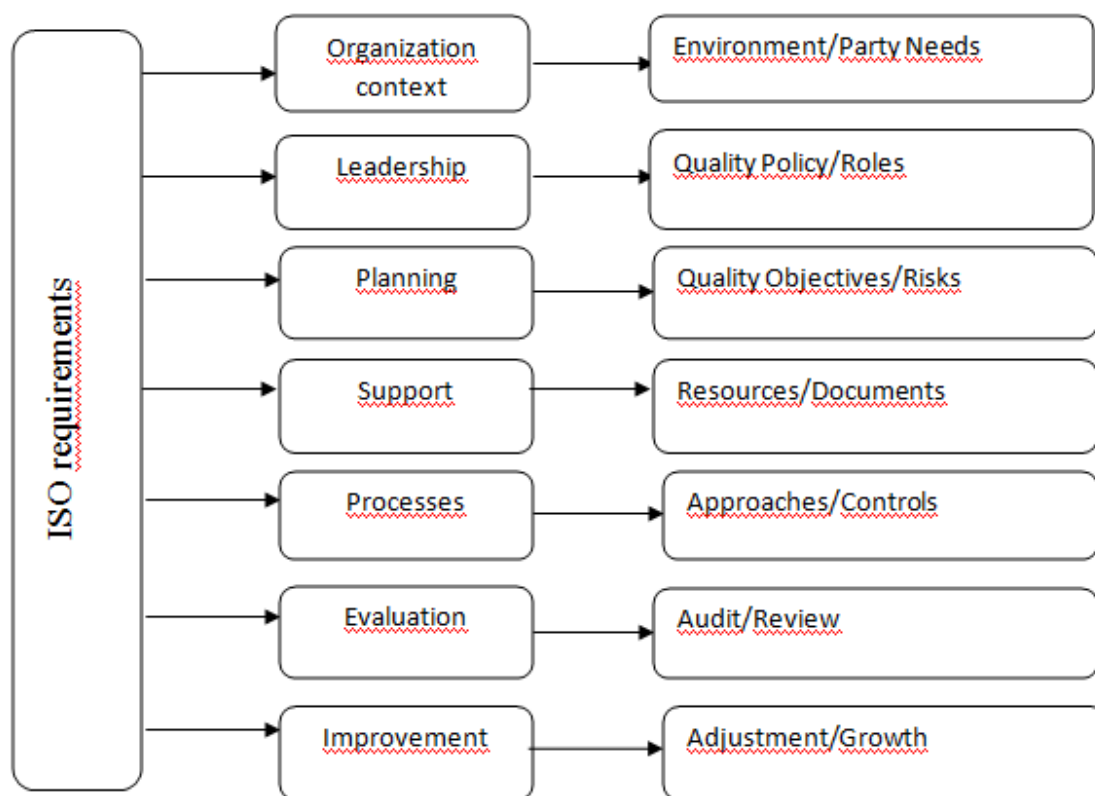 ISO requirements
Organization
context
Environment/Party Needs
Leadership
Quality Policy/Roles
Planning
Quality Objectives/Risks
Support
Resources/Documents
Processes
Approaches/Controls
Evaluation
Audit/Review
Improvement
Adjustment/Growth